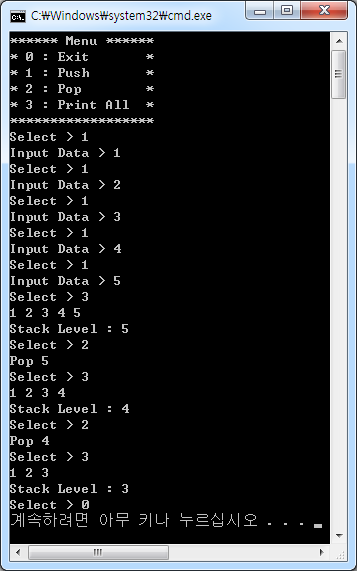 C:₩Windows₩system32₩cmd.exe
****** Menu ******
* 0 : Exit       *
* 1 : Push       *
* 2 : Pop        *
* 3 : Print All  *
******************
Select > 1
Input Data > 1
Select > 1
Input Data > 2
Select > 1
Input Data > 3
Select > 1
Input Data > 4
Select > 1
Input Data > 5
Select > 3
1 2 3 4 5
Stack Level : 5
Select > 2
Pop 5
Select > 3
1 2 3 4
Stack Level : 4
Select > 2
Pop 4
Select > 3
1 2 3
Stack Level : 3
Select > 0
계속하려면 아무 키나 누르십시오 . . .